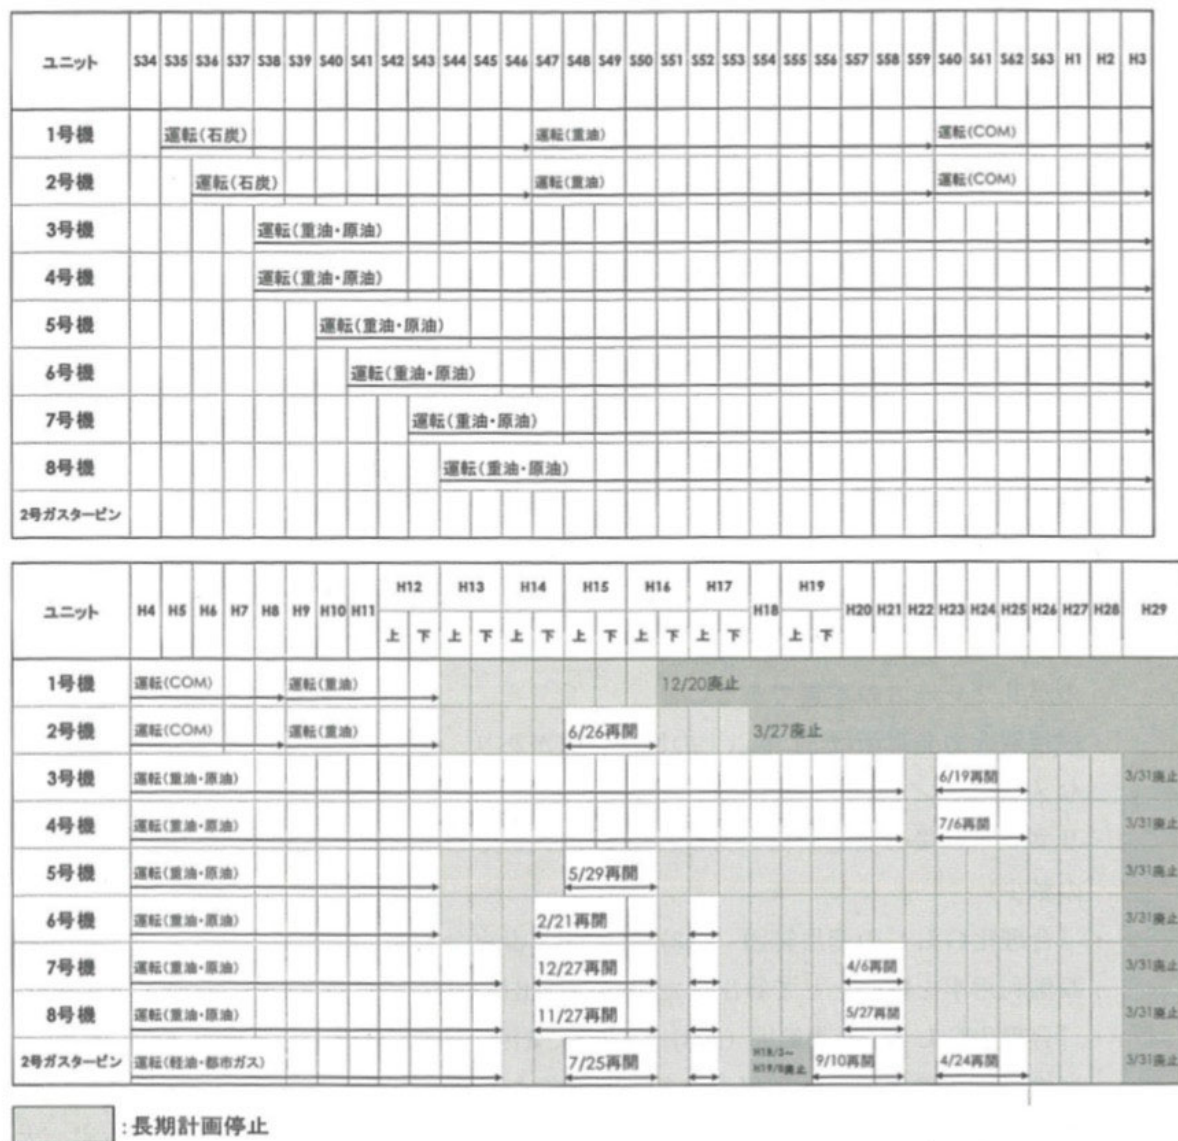 ユニット S34 S35 S36 S37 S38 S39 S40 S41 S42 S43 S44 S45 S46 S47 S48 S49 S50 S51 S52 S53 S54 S55 S56 S57 S58 S59 S60 S61 S62 S63 H1 H2 H3
1号機 運転(石炭) 運転(重油) 運転(COM)
2号機 運転(石炭) 運転(重油) 運転(COM)
3号機 運転(重油・原油)
4号機 運転(重油・原油)
5号機 運転(重油・原油)
6号機 運転(重油・原油)
7号機 運転(重油・原油)
8号機 運転(重油・原油)
2号ガスタービン
H12 H13 H14 H15 H16 H17 H19
ユニット H4 H5 H6 H7 H8 H9 H10 H11 H18 H20 H21 H22 H23 H24 H25 H26 H27 H28 H29
上 下 上 下 上 下 上 下 上 下 上 下 上 下
1号機 運転(COM) 運転(重油) 12/20廃止
2号機 運転(COM) 運転(重油) 6/26再開 3/27廃止
3号機 運転(重油・原油) 6/19再開 3/31廃止
4号機 運転(重油・原油) 7/6再開 3/31廃止
5号機 運転(重油・原油) 5/29再開 3/31廃止
6号機 運転(重油・原油) 2/21再開 3/31廃止
7号機 運転(重油・原油) 12/27再開 4/6再開 3/31廃止
8号機 運転(重油・原油) 11/27再開 5/27再開 3/31廃止
H18/3～
2号ガスタービン 運転(軽油・都市ガス) 7/25再開 9/10再開 4/24再開 3/31廃止
:長期計画停止